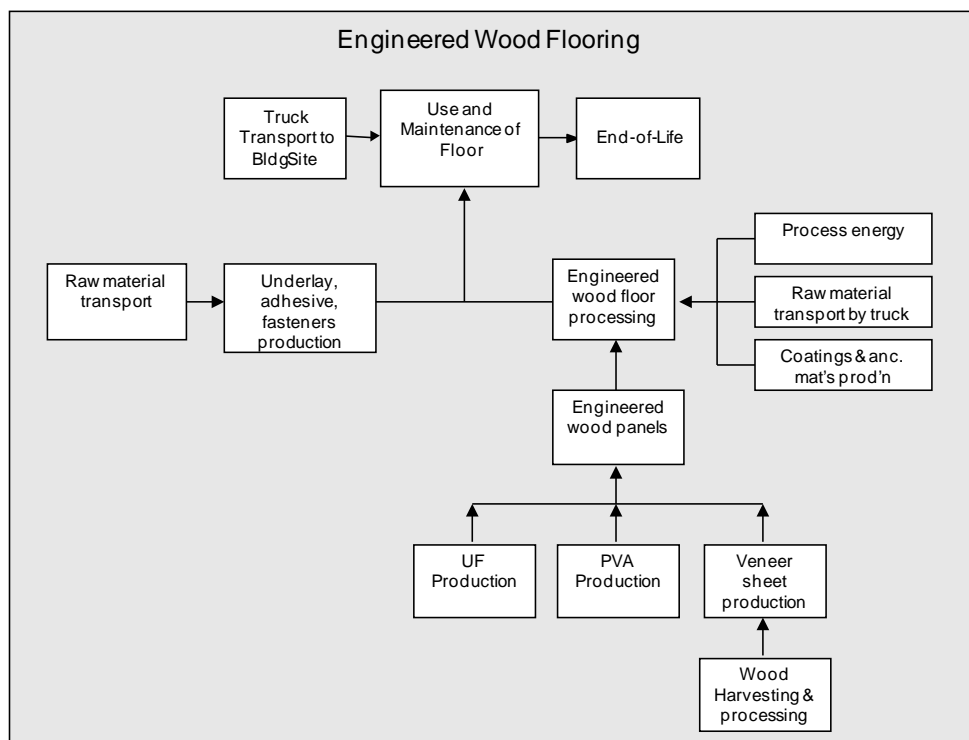 Engineered Wood Flooring
Truck
Transport to
BldgSite
Use and
Maintenance of
Floor
End-of-Life
Raw material
transport
Underlay,
adhesive,
fasteners
production
Engineered
wood floor
processing
Process energy
Raw material
transport by truck
Coatings & anc.
mat's prod'n
Engineered
wood panels
UF
Production
PVA
Production
Veneer
sheet
production
Wood
Harvesting &
processing